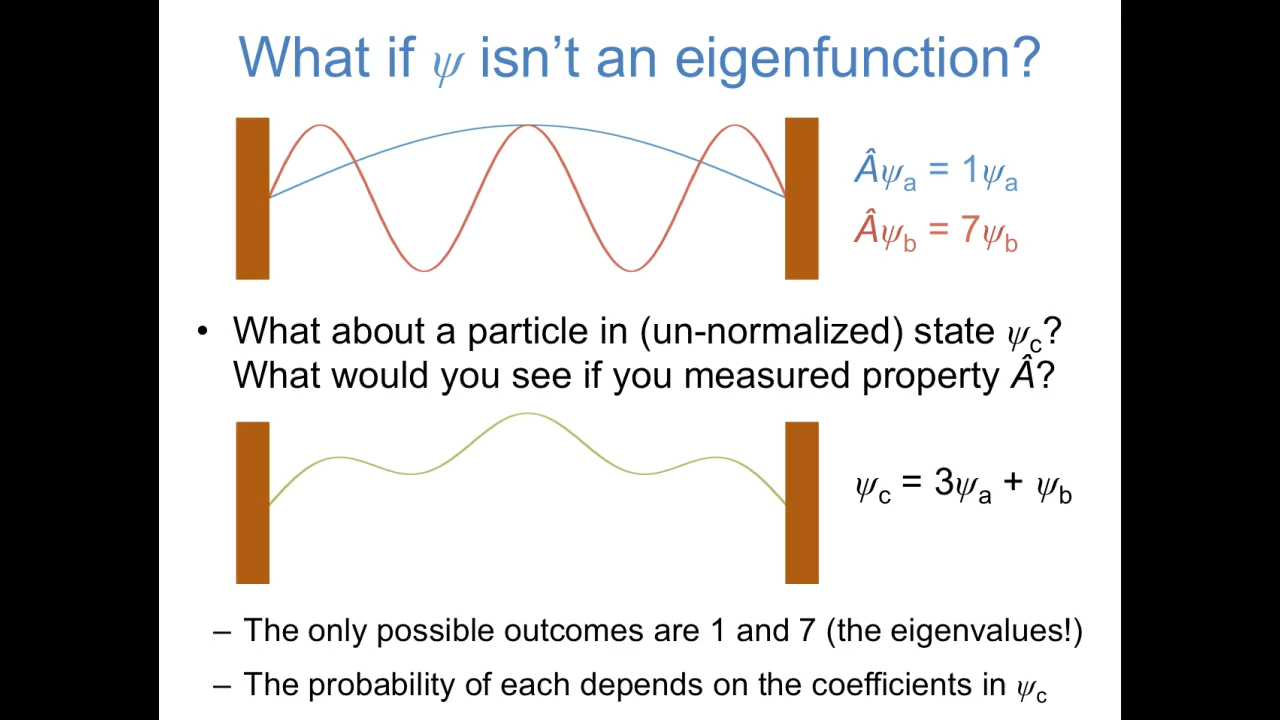 What if ψ isn’t an eigenfunction?
Âψa = 1ψa
Âψb = 7ψb
• What about a particle in (un-normalized) state ψc?
What would you see if you measured property Â?
ψc = 3ψa + ψb
– The only possible outcomes are 1 and 7 (the eigenvalues!)
– The probability of each depends on the coefficients in ψc